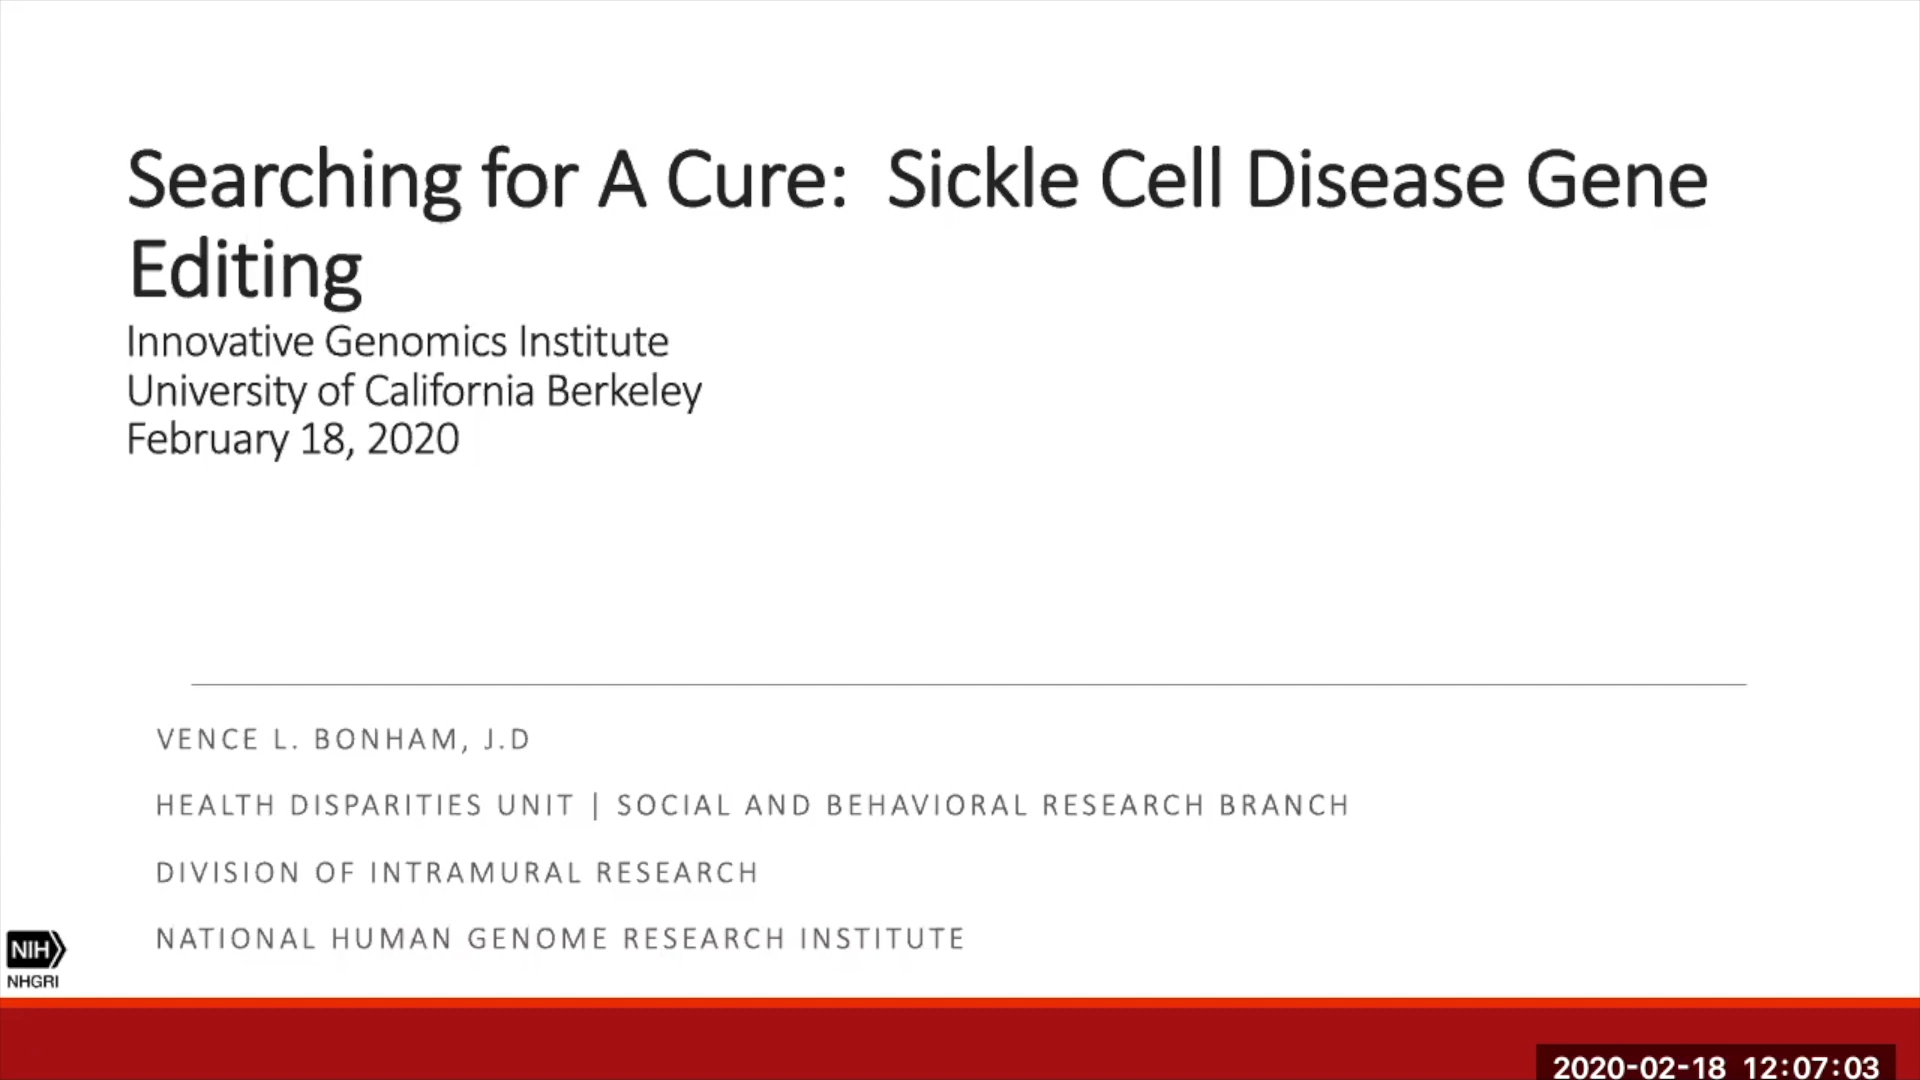 Searching for A Cure:  Sickle Cell Disease Gene
Editing
Innovative Genomics Institute
University of California Berkeley
February 18, 2020
VENCE L. BONHAM, J.D
HEALTH DISPARITIES UNIT | SOCIAL AND BEHAVIORAL RESEARCH BRANCH
DIVISION OF INTRAMURAL RESEARCH
NATIONAL HUMAN GENOME RESEARCH INSTITUTE
NIH
NHGRI
2020-02-18 12:07:03